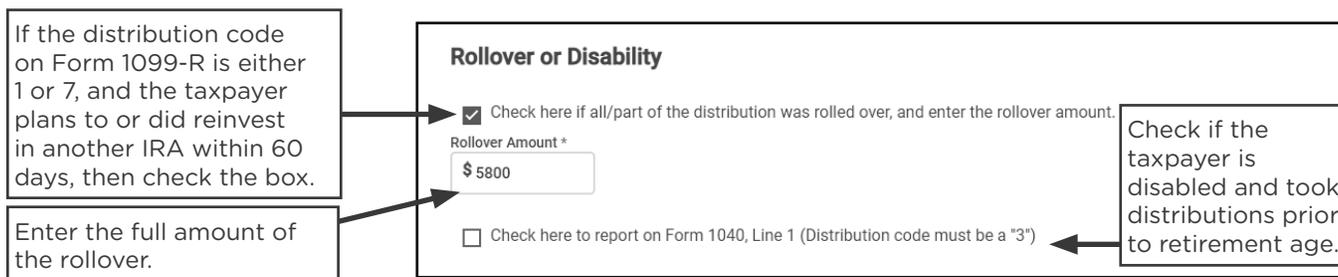 If the distribution code
on Form 1099-R is either
1 or 7, and the taxpayer
plans to or did reinvest
in another IRA within 60
days, then check the box.
Enter the full amount of
the rollover.
Rollover or Disability
Check here if all/part of the distribution was rolled over, and enter the rollover amount.
Rollover Amount *
$ 5800
Check here to report on Form 1040, Line 1 (Distribution code must be a "3")
Check if the
taxpayer is
disabled and took
distributions prior
to retirement age.